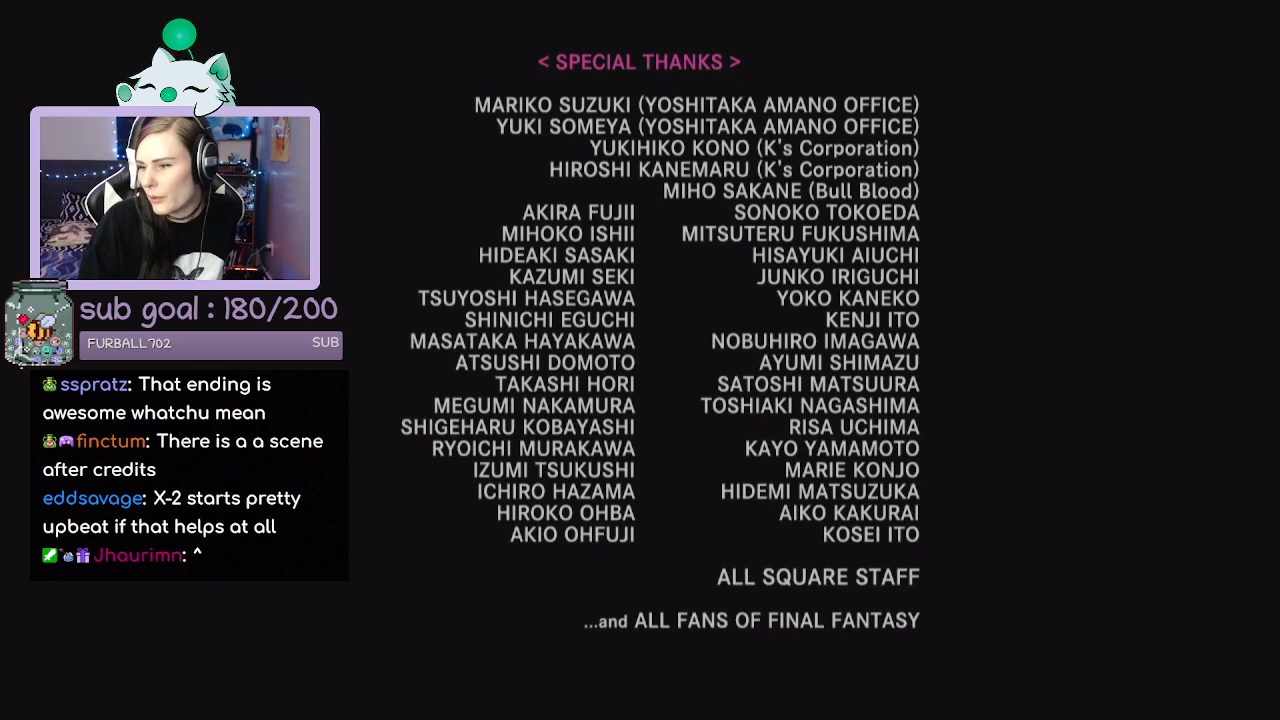 < SPECIAL THANKS >
MARIKO SUZUKI (YOSHITAKA AMANO OFFICE)
YUKI SOMEYA (YOSHITAKA AMANO OFFICE)
YUKIHIKO KONO (K's Corporation)
HIROSHI KANEMARU (K's Corporation)
MIHO SAKANE (Bull Blood)
AKIRA FUJII SONOKO TOKOEDA
MIHOKO ISHII MITSUTERU FUKUSHIMA
HIDEAKI SASAKI HISAYUKI AIUCHI
KAZUMI SEKI JUNKO IRIGUCHI
TSUYOSHI HASEGAWA YOKO KANEKO
SHINICHI EGUCHI KENJI ITO
MASATAKA HAYAKAWA NOBUHIRO IMAGAWA
ATSUSHI DOMOTO AYUMI SHIMAZU
TAKASHI HORI SATOSHI MATSUURA
MEGUMI NAKAMURA TOSHIAKI NAGASHIMA
SHIGEHARU KOBAYASHI RISA UCHIMA
RYOICHI MURAKAWA KAYO YAMAMOTO
IZUMI TSUKUSHI MARIE KONJO
ICHIRO HAZAMA HIDEMI MATSUZUKA
HIROKO OHBA AIKO KAKURAI
AKIO OHFUJI KOSEI ITO
ALL SQUARE STAFF
...and ALL FANS OF FINAL FANTASY
sub goal : 180/200
FURBALL702 SUB
sspratz: That ending is
awesome whatchu mean
finctum: There is a a scene
after credits
eddsavage: X-2 starts pretty
upbeat if that helps at all
Jhaurimn: ^